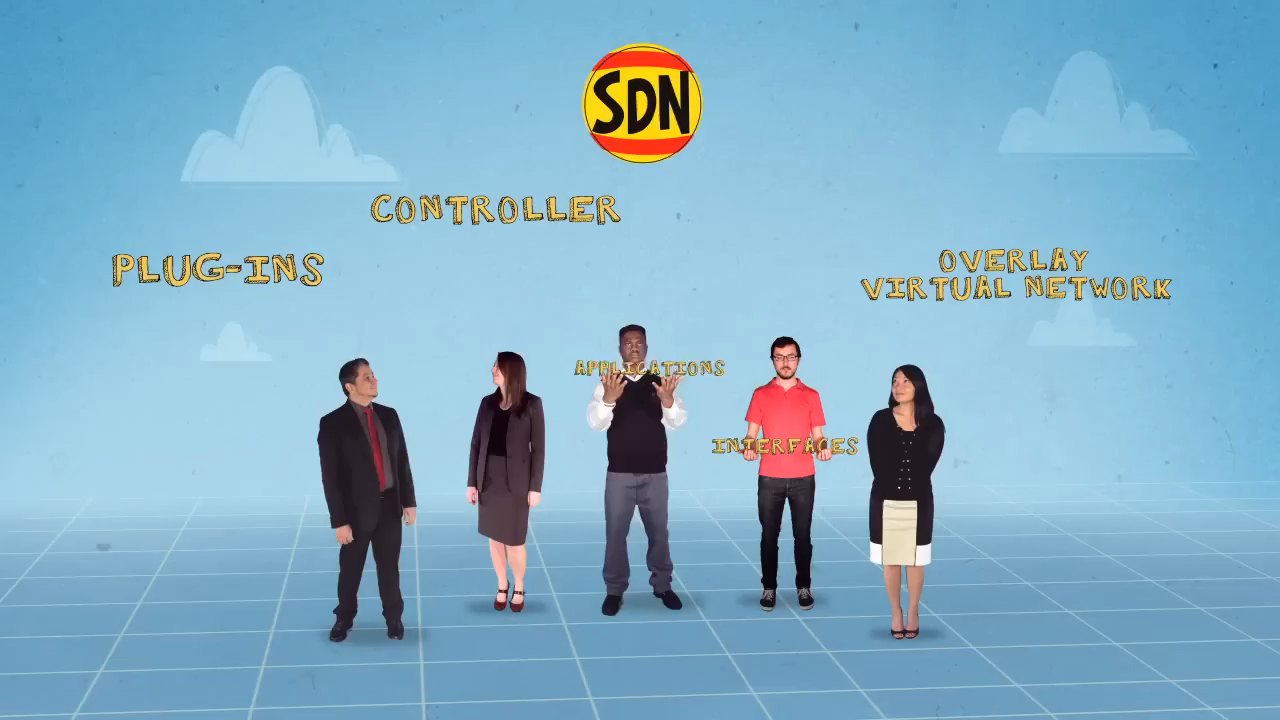 SDN
CONTROLLER
PLUG-INS
OVERLAY
VIRTUAL NETWORK
APPLICATIONS
INTERFACES